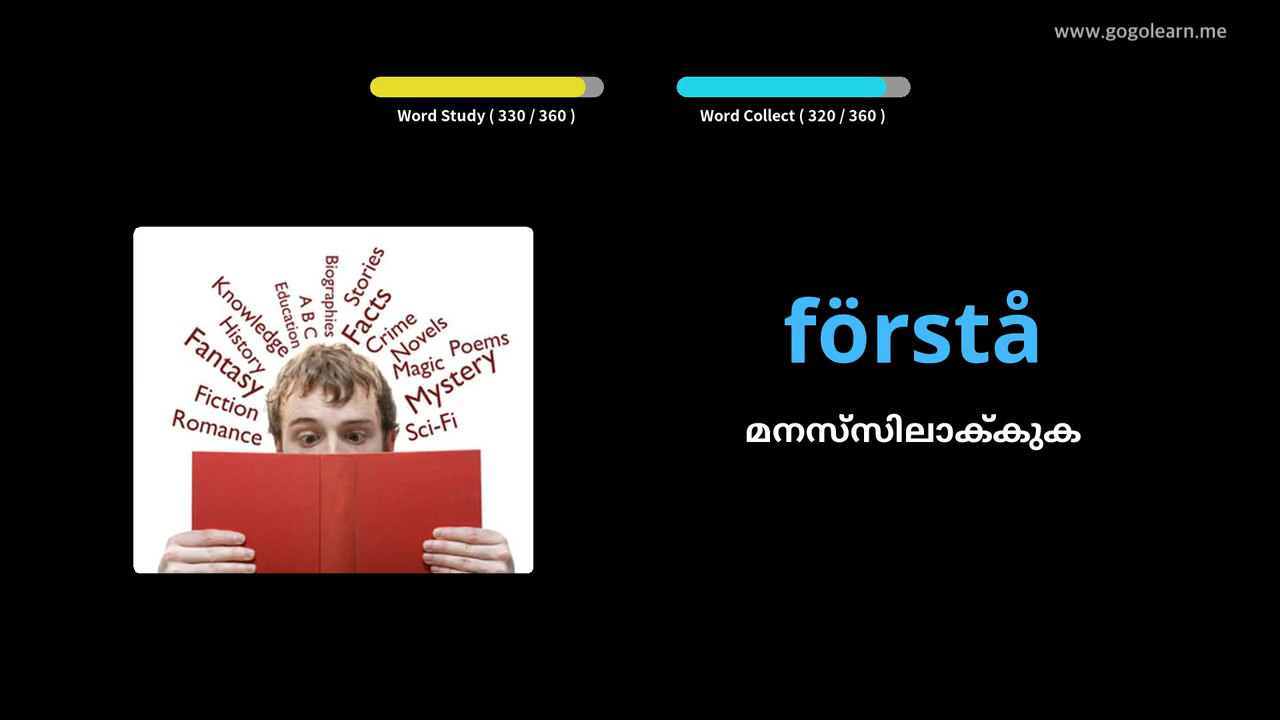 www.gogolearn.me
Word Study ( 330 / 360 )
Word Collect ( 320 / 360 )
Knowledge
Education
A B C
Biographies
Stories
Facts
History
Crime
Novels
Poems
Fantasy
Magic
Mystery
Fiction
Romance
Sci-Fi
förstå
മനസ്സിലാക്കുക